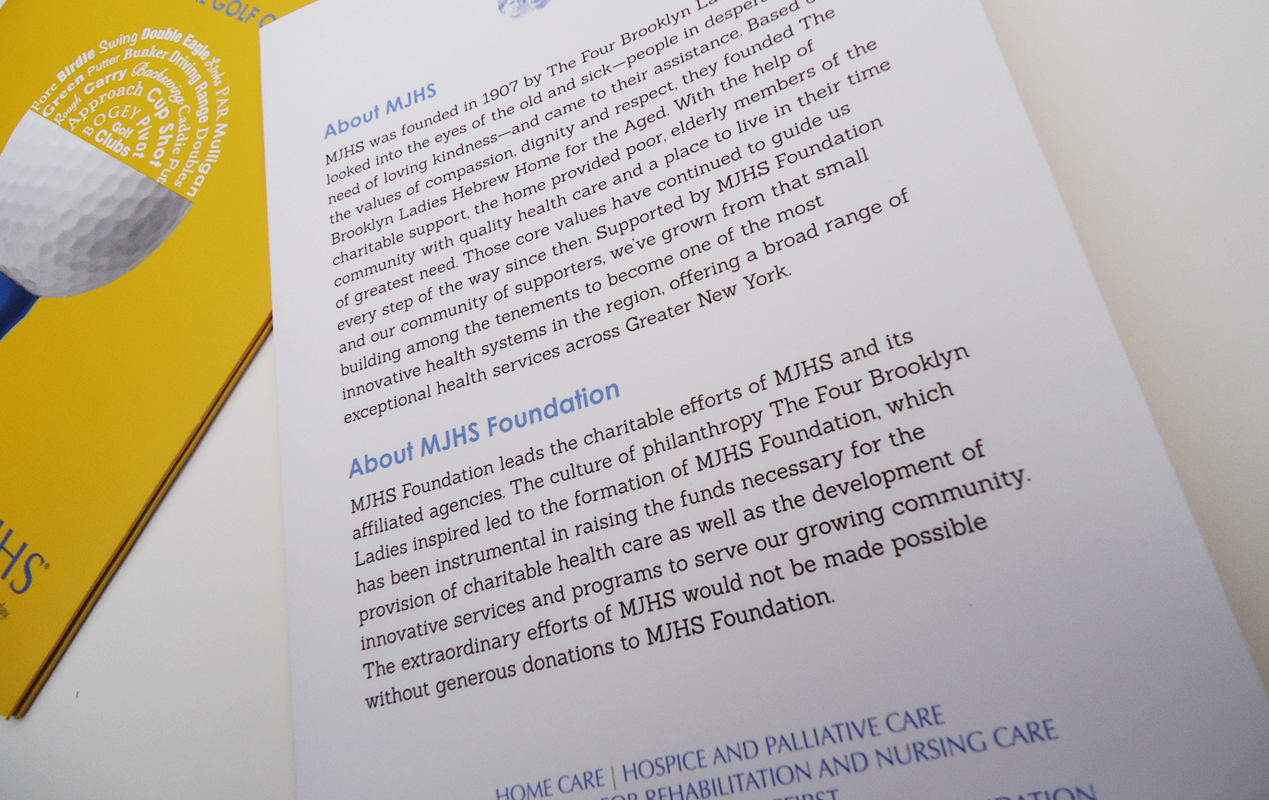 GOLF
Fore Birdie Swing Double Eagle Links PAR Mulligan
Green Putter Bunker Driving Range Doubles
Rough Carry Backswing Caddie
Approach Cup Shot
BOGEY Pivot
Golf
Clubs
HS®
About MJHS
MJHS was founded in 1907 by The Four Brooklyn
looked into the eyes of the old and sick—people in
need of loving kindness—and came to their assistance. Based
the values of compassion, dignity and respect, they founded The
Brooklyn Ladies Hebrew Home for the Aged. With the help of
charitable support, the home provided poor, elderly members of the
community with quality health care and a place to live in their time
of greatest need. Those core values have continued to guide us
every step of the way since then. Supported by MJHS Foundation
and our community of supporters, we've grown from that small
building among the tenements to become one of the most
innovative health systems in the region, offering a broad range of
exceptional health services across Greater New York.
About MJHS Foundation
MJHS Foundation leads the charitable efforts of MJHS and its
affiliated agencies. The culture of philanthropy The Four Brooklyn
Ladies inspired led to the formation of MJHS Foundation, which
has been instrumental in raising the funds necessary for the
provision of charitable health care as well as the development of
innovative services and programs to serve our growing community.
The extraordinary efforts of MJHS would not be made possible
without generous donations to MJHS Foundation.
HOME CARE | HOSPICE AND PALLIATIVE CARE
FOR REHABILITATION AND NURSING CARE